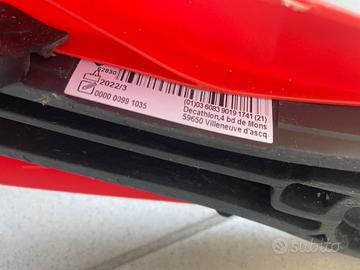 52830
2022/3
0000 0099 1035
(01)03 6083 9019 1741 (21)
Decathlon,4 bd de Mons
59650 Villeneuve d'ascq
subito